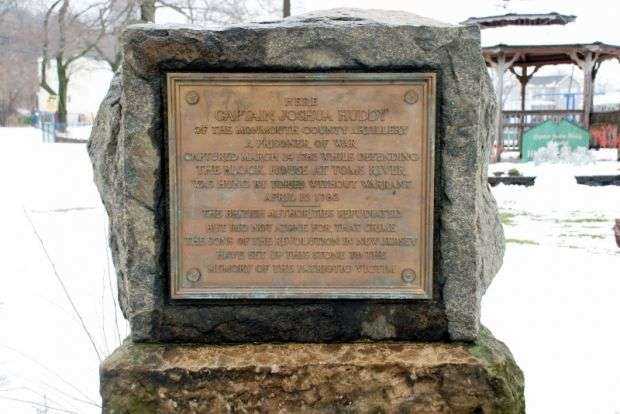 HERE
CAPTAIN JOSHUA HUDDY
OF THE MONMOUTH COUNTY ARTILLERY
A PRISONER OF WAR
CAPTURED MARCH 24 1782 WHILE DEFENDING
THE BLOCK HOUSE AT TOMS RIVER
WAS HUNG BY TORIES WITHOUT WARRANT
APRIL 12 1782
THE BRITISH AUTHORITIES REPUDIATED
BUT DID NOT ATONE FOR THAT CRIME
THE SONS OF THE REVOLUTION IN NEW JERSEY
HAVE SET UP THIS STONE TO THE
MEMORY OF THE PATRIOTIC VICTIM